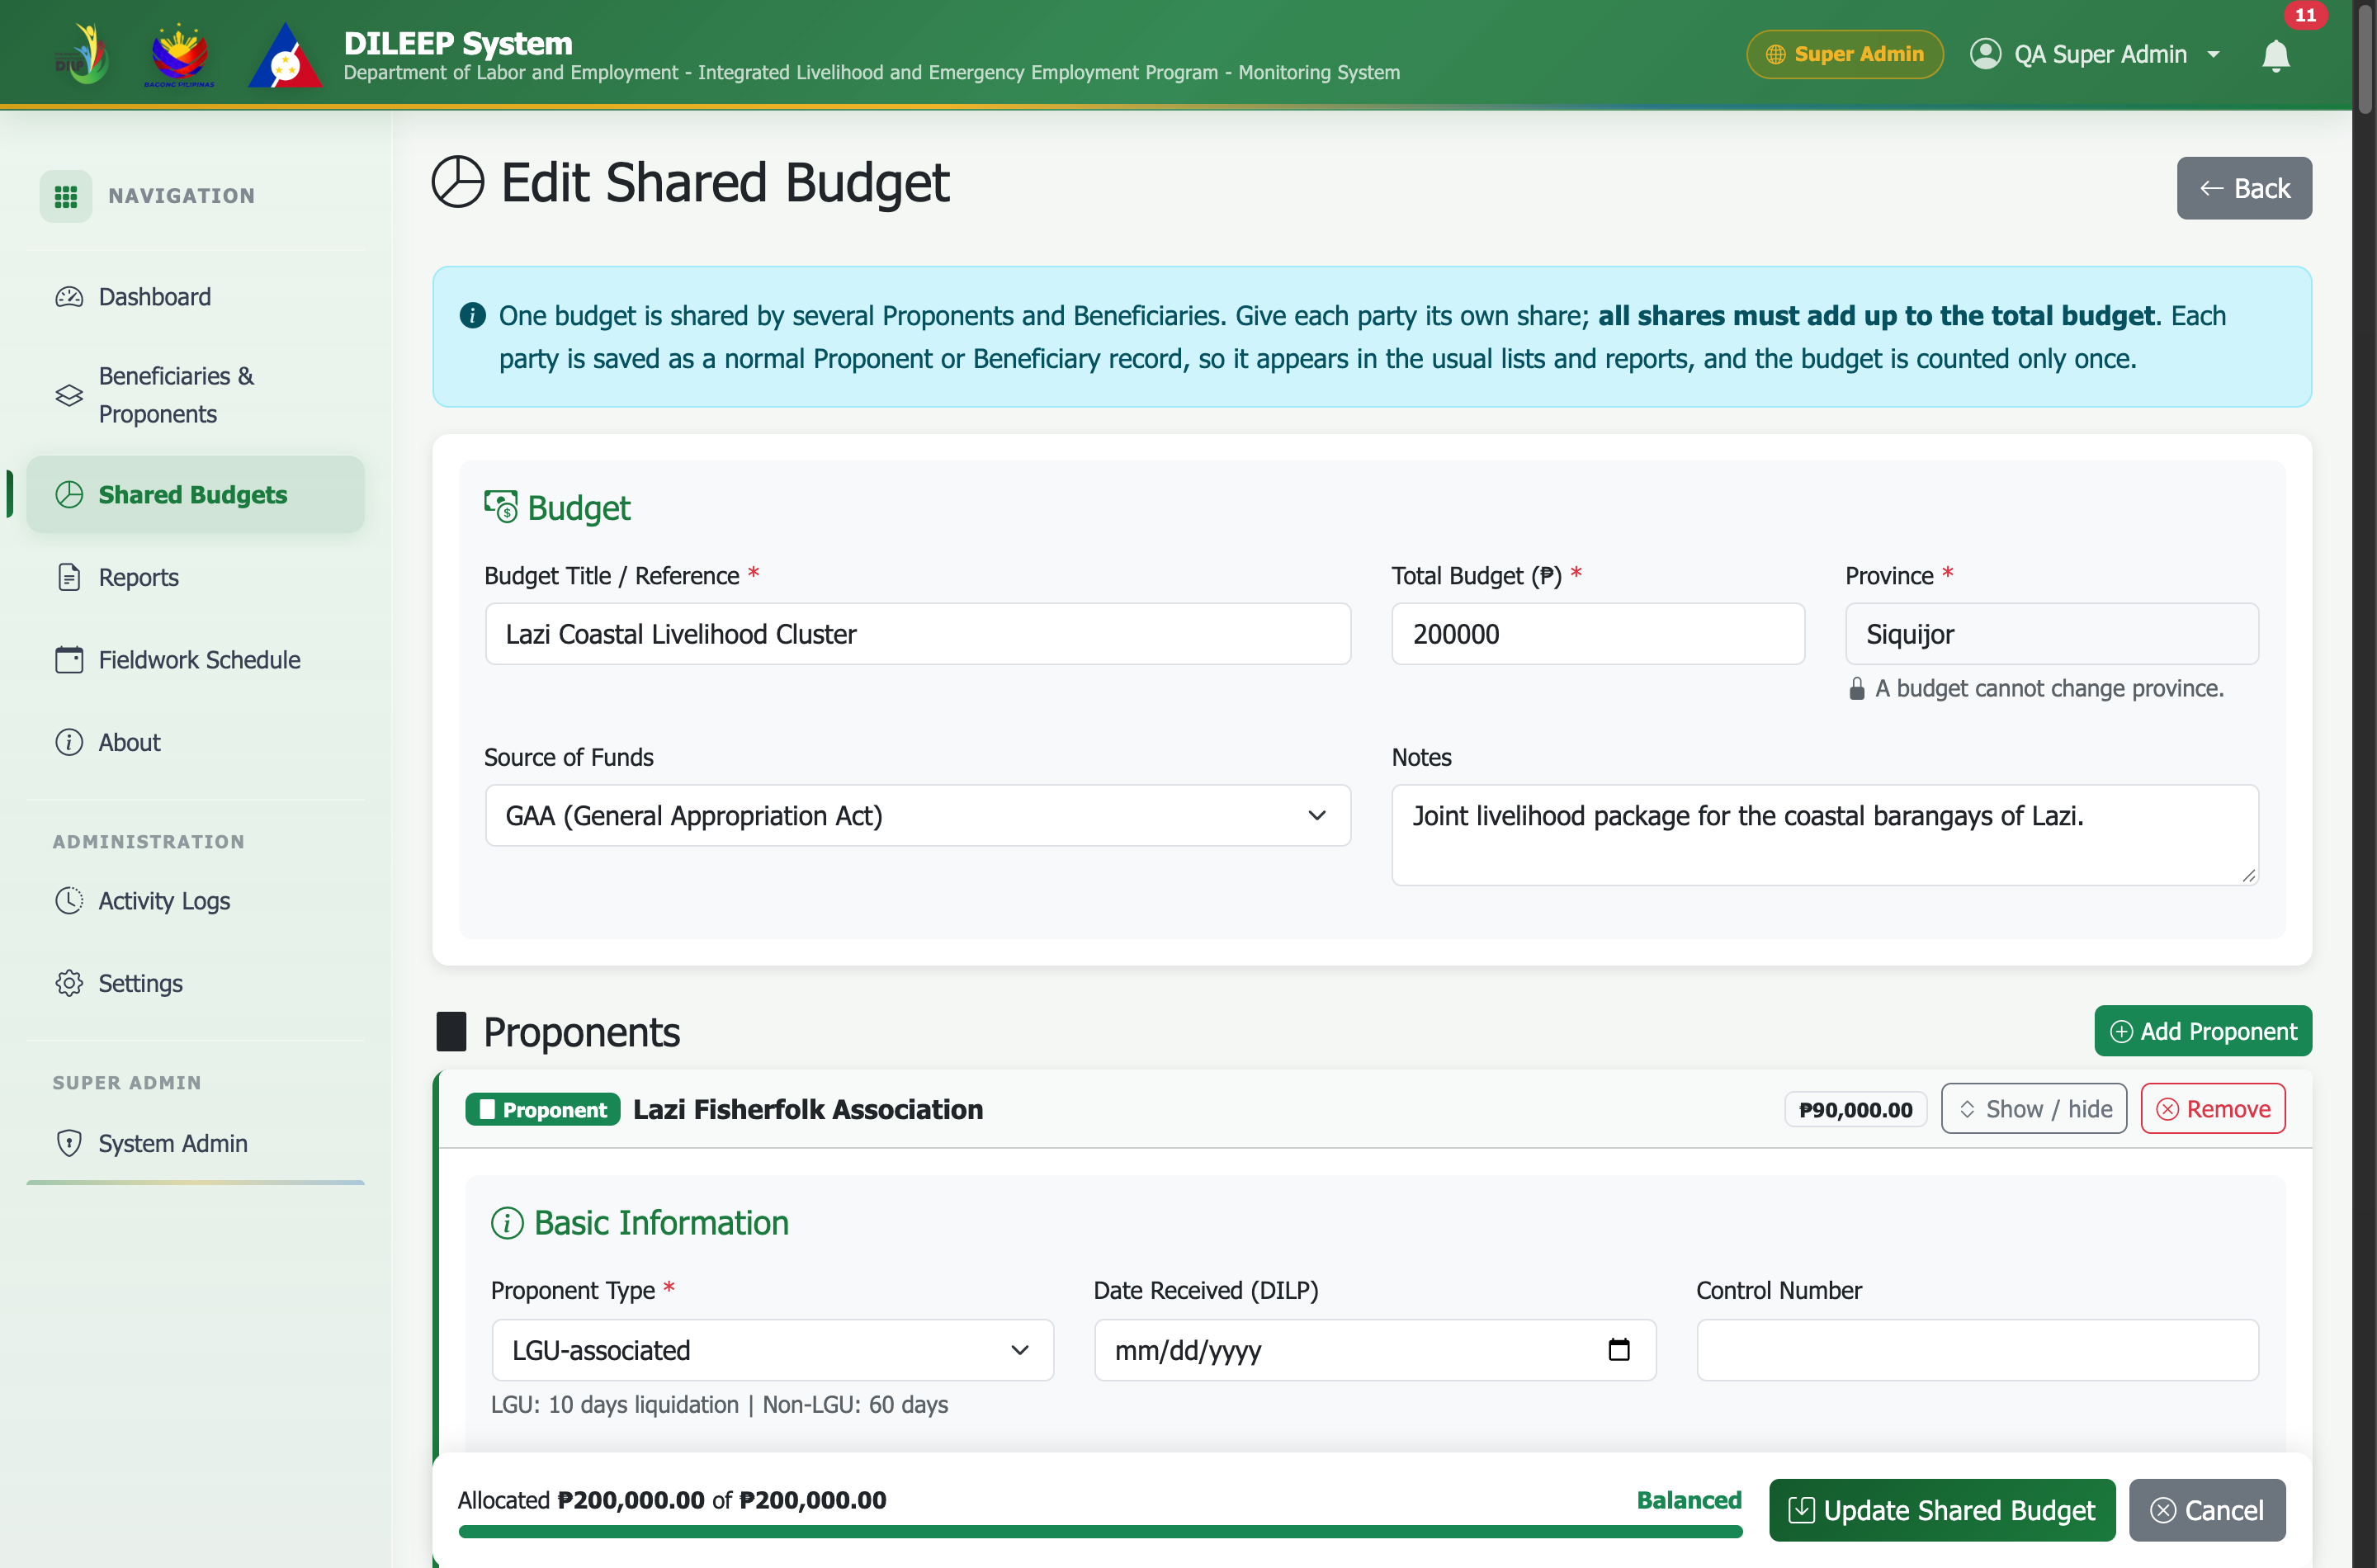 DILP
BAGONG PILIPINAS
DILEEP System
Department of Labor and Employment - Integrated Livelihood and Emergency Employment Program - Monitoring System
Super Admin
QA Super Admin
11
NAVIGATION
Dashboard
Beneficiaries &
Proponents
Shared Budgets
Reports
Fieldwork Schedule
About
ADMINISTRATION
Activity Logs
Settings
SUPER ADMIN
System Admin
Edit Shared Budget
← Back
One budget is shared by several Proponents and Beneficiaries. Give each party its own share; all shares must add up to the total budget. Each
party is saved as a normal Proponent or Beneficiary record, so it appears in the usual lists and reports, and the budget is counted only once.
Budget
Budget Title / Reference *
Total Budget (₱) *
Province *
Lazi Coastal Livelihood Cluster
200000
Siquijor
A budget cannot change province.
Source of Funds
Notes
GAA (General Appropriation Act)
Joint livelihood package for the coastal barangays of Lazi.
Proponents
Add Proponent
Proponent
Lazi Fisherfolk Association
₱90,000.00
Show / hide
Remove
Basic Information
Proponent Type *
Date Received (DILP)
Control Number
LGU-associated
mm/dd/yyyy
LGU: 10 days liquidation | Non-LGU: 60 days
Allocated ₱200,000.00 of ₱200,000.00
Balanced
Update Shared Budget
Cancel